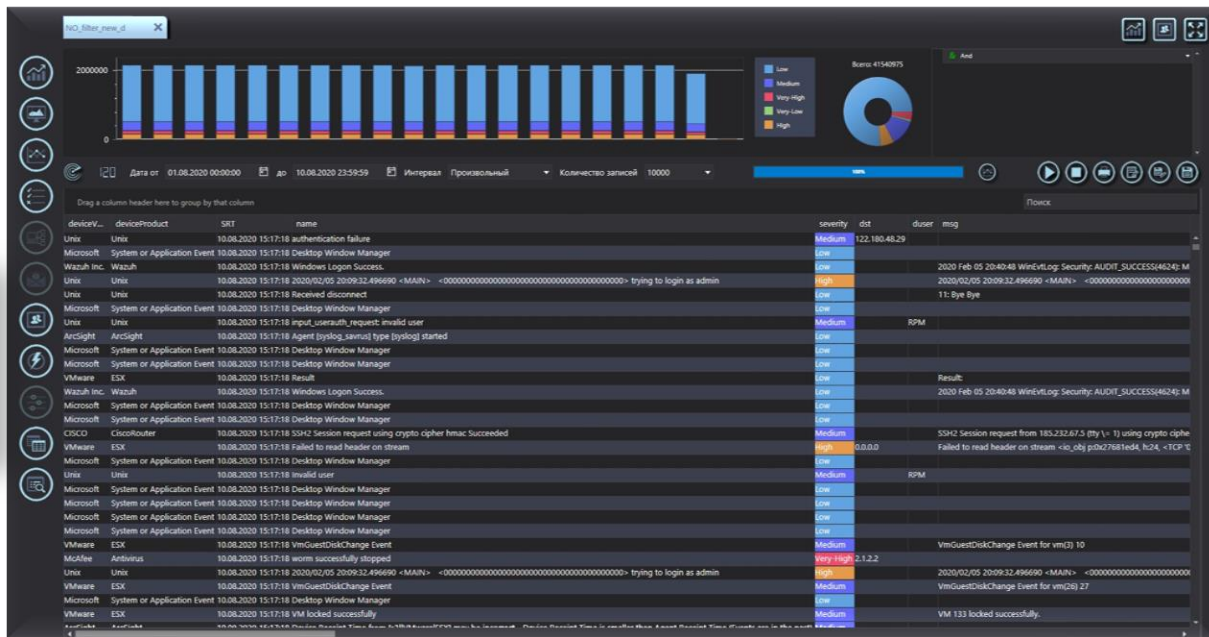 NO_filter_new_d
2000000
0
Low
Medium
Very-High
Very-Low
High
Всего: 41540975
And
Дата от 01.08.2020 00:00:00 до 10.08.2020 23:59:59 Интервал Произвольный Количество записей 10000 100%
Drag a column header here to group by that column Поиск
deviceV... deviceProduct SRT name severity dst duser msg
Unix Unix 10.08.2020 15:17:18 authentication failure Medium 122.180.48.29
Microsoft System or Application Event 10.08.2020 15:17:18 Desktop Window Manager Low
Wazuh Inc. Wazuh 10.08.2020 15:17:18 Windows Logon Success. Low 2020 Feb 05 20:40:48 WinEvtLog: Security: AUDIT_SUCCESS(4624): M
Unix Unix 10.08.2020 15:17:18 2020/02/05 20:09:32.496690 <MAIN> trying to login as admin High 2020/02/05 20:09:32.496690 <MAIN>
Unix Unix 10.08.2020 15:17:18 Received disconnect Low 11: Bye Bye
Microsoft System or Application Event 10.08.2020 15:17:18 Desktop Window Manager Low
Unix Unix 10.08.2020 15:17:18 input_userauth_request: invalid user Medium RPM
ArcSight ArcSight 10.08.2020 15:17:18 Agent [syslog_savrus] type [syslog] started Low
Microsoft System or Application Event 10.08.2020 15:17:18 Desktop Window Manager Low
Microsoft System or Application Event 10.08.2020 15:17:18 Desktop Window Manager Low
VMware ESX 10.08.2020 15:17:18 Result Low Result:
Wazuh Inc. Wazuh 10.08.2020 15:17:18 Windows Logon Success. Low 2020 Feb 05 20:40:48 WinEvtLog: Security: AUDIT_SUCCESS(4624): M
Microsoft System or Application Event 10.08.2020 15:17:18 Desktop Window Manager Low
Microsoft System or Application Event 10.08.2020 15:17:18 Desktop Window Manager Low
CISCO CiscoRouter 10.08.2020 15:17:18 SSH2 Session request using crypto cipher hmac Succeeded Medium SSH2 Session request from 185.232.67.5 (tty \= 1) using crypto ciphe
VMware ESX 10.08.2020 15:17:18 Failed to read header on stream High 0.0.0.0 Failed to read header on stream <io_obj p:0x27681ed4, h:24, <TCP '0
Microsoft System or Application Event 10.08.2020 15:17:18 Desktop Window Manager Low
Unix Unix 10.08.2020 15:17:18 Invalid user Medium RPM
Microsoft System or Application Event 10.08.2020 15:17:18 Desktop Window Manager Low
Microsoft System or Application Event 10.08.2020 15:17:18 Desktop Window Manager Low
Microsoft System or Application Event 10.08.2020 15:17:18 Desktop Window Manager Low
VMware ESX 10.08.2020 15:17:18 VmGuestDiskChange Event Medium VmGuestDiskChange Event for vm(3) 10
McAfee Antivirus 10.08.2020 15:17:18 worm successfully stopped Very-High 2.1.2.2
Unix Unix 10.08.2020 15:17:18 2020/02/05 20:09:32.496690 <MAIN> trying to login as admin High 2020/02/05 20:09:32.496690 <MAIN>
VMware ESX 10.08.2020 15:17:18 VmGuestDiskChange Event Medium VmGuestDiskChange Event for vm(26) 27
Microsoft System or Application Event 10.08.2020 15:17:18 Desktop Window Manager Low
VMware ESX 10.08.2020 15:17:18 VM locked successfully Medium VM 133 locked successfully.